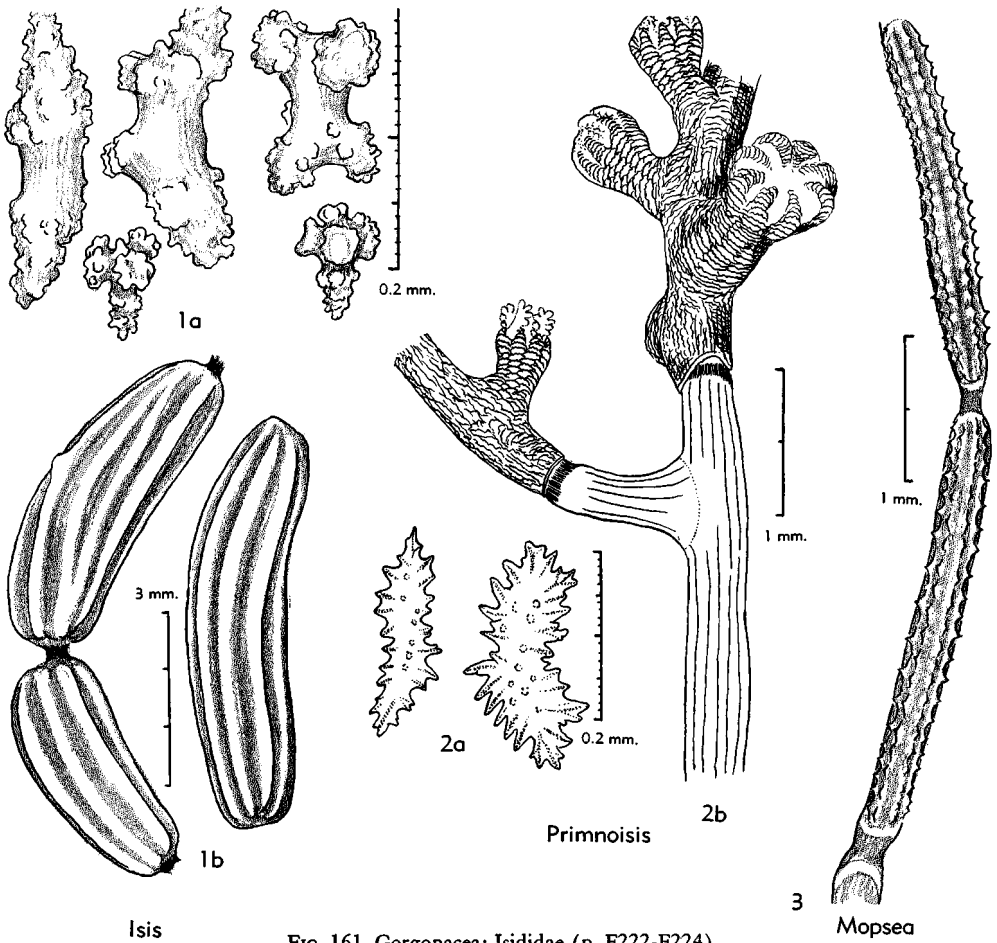 0.2 mm.
1a
3 mm.
1b
Isis
2a
0.2 mm.
1 mm.
2b
Primnoisis
1 mm.
3
Mopsea
FIG. 161. Gorgonacea: Isididae (p. F222-F224).